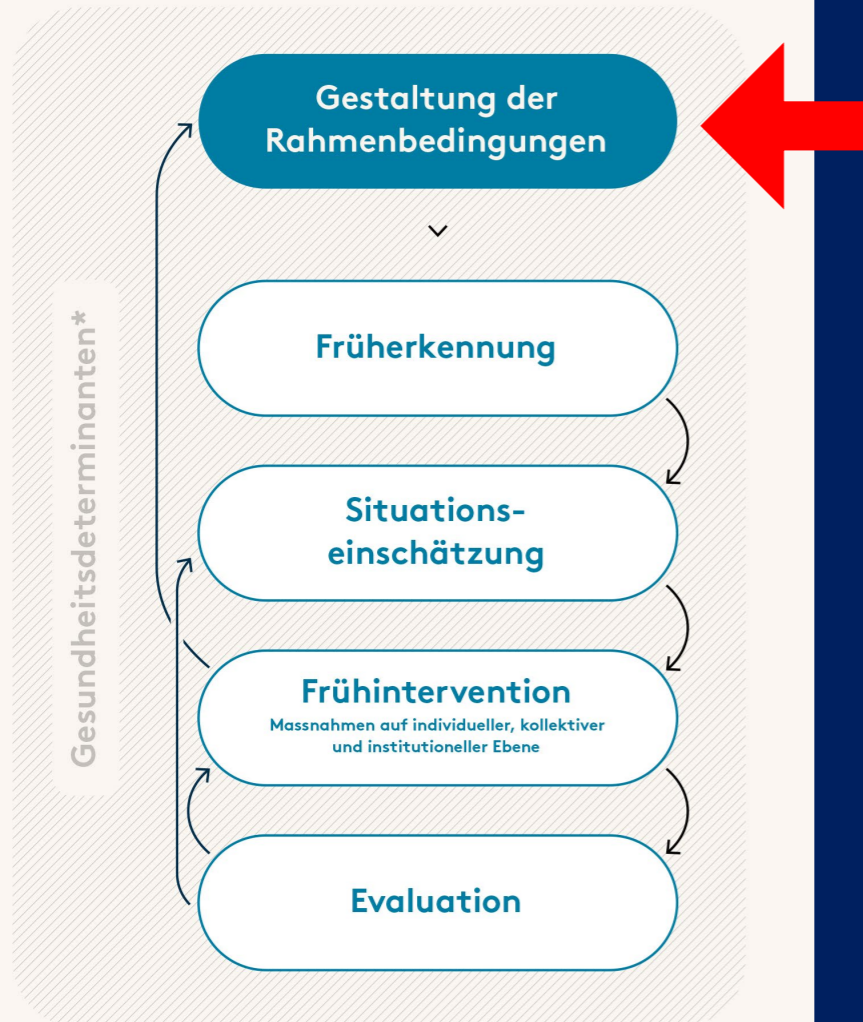 Gestaltung der
Rahmenbedingungen
Früherkennung
Situations-
einschätzung
Frühintervention
Massnahmen auf individueller, kollektiver
und institutioneller Ebene
Evaluation
Gesundheitsdeterminanten*